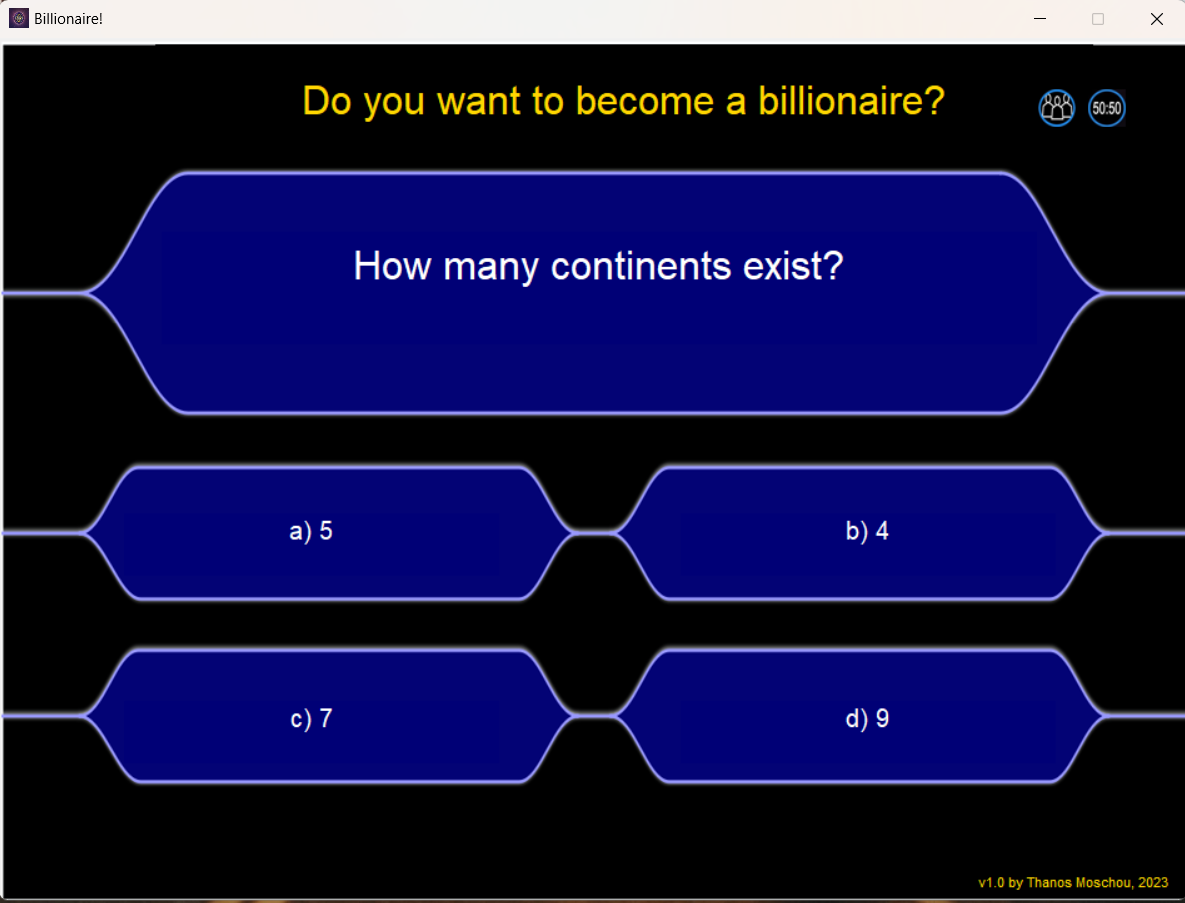 Billionaire!
Do you want to become a billionaire?
50:50
How many continents exist?
a) 5
b) 4
c) 7
d) 9
v1.0 by Thanos Moschou, 2023